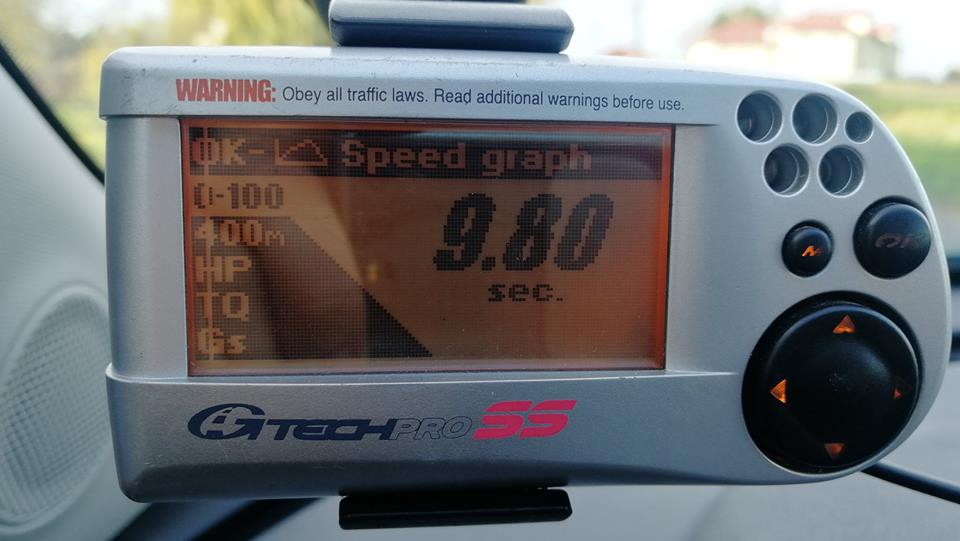 WARNING: Obey all traffic laws. Read additional warnings before use.
OK- Speed graph
0-100
400m
HP
TQ
Gs
9.80
sec.
OK
GTECHPRO SS